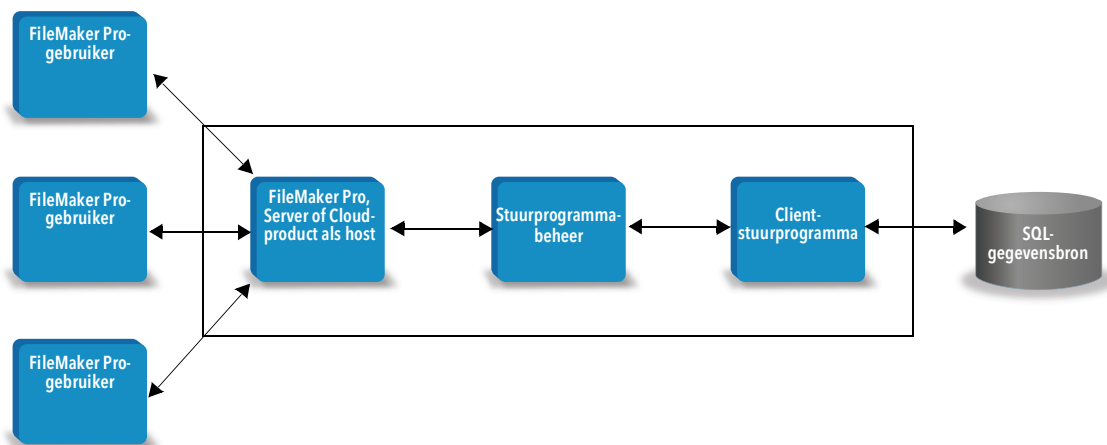 FileMaker Pro-
gebruiker
FileMaker Pro-
gebruiker
FileMaker Pro-
gebruiker
FileMaker Pro,
Server of Cloud-
product als host
Stuurprogramma-
beheer
Client-
stuurprogramma
SQL-
gegevensbron